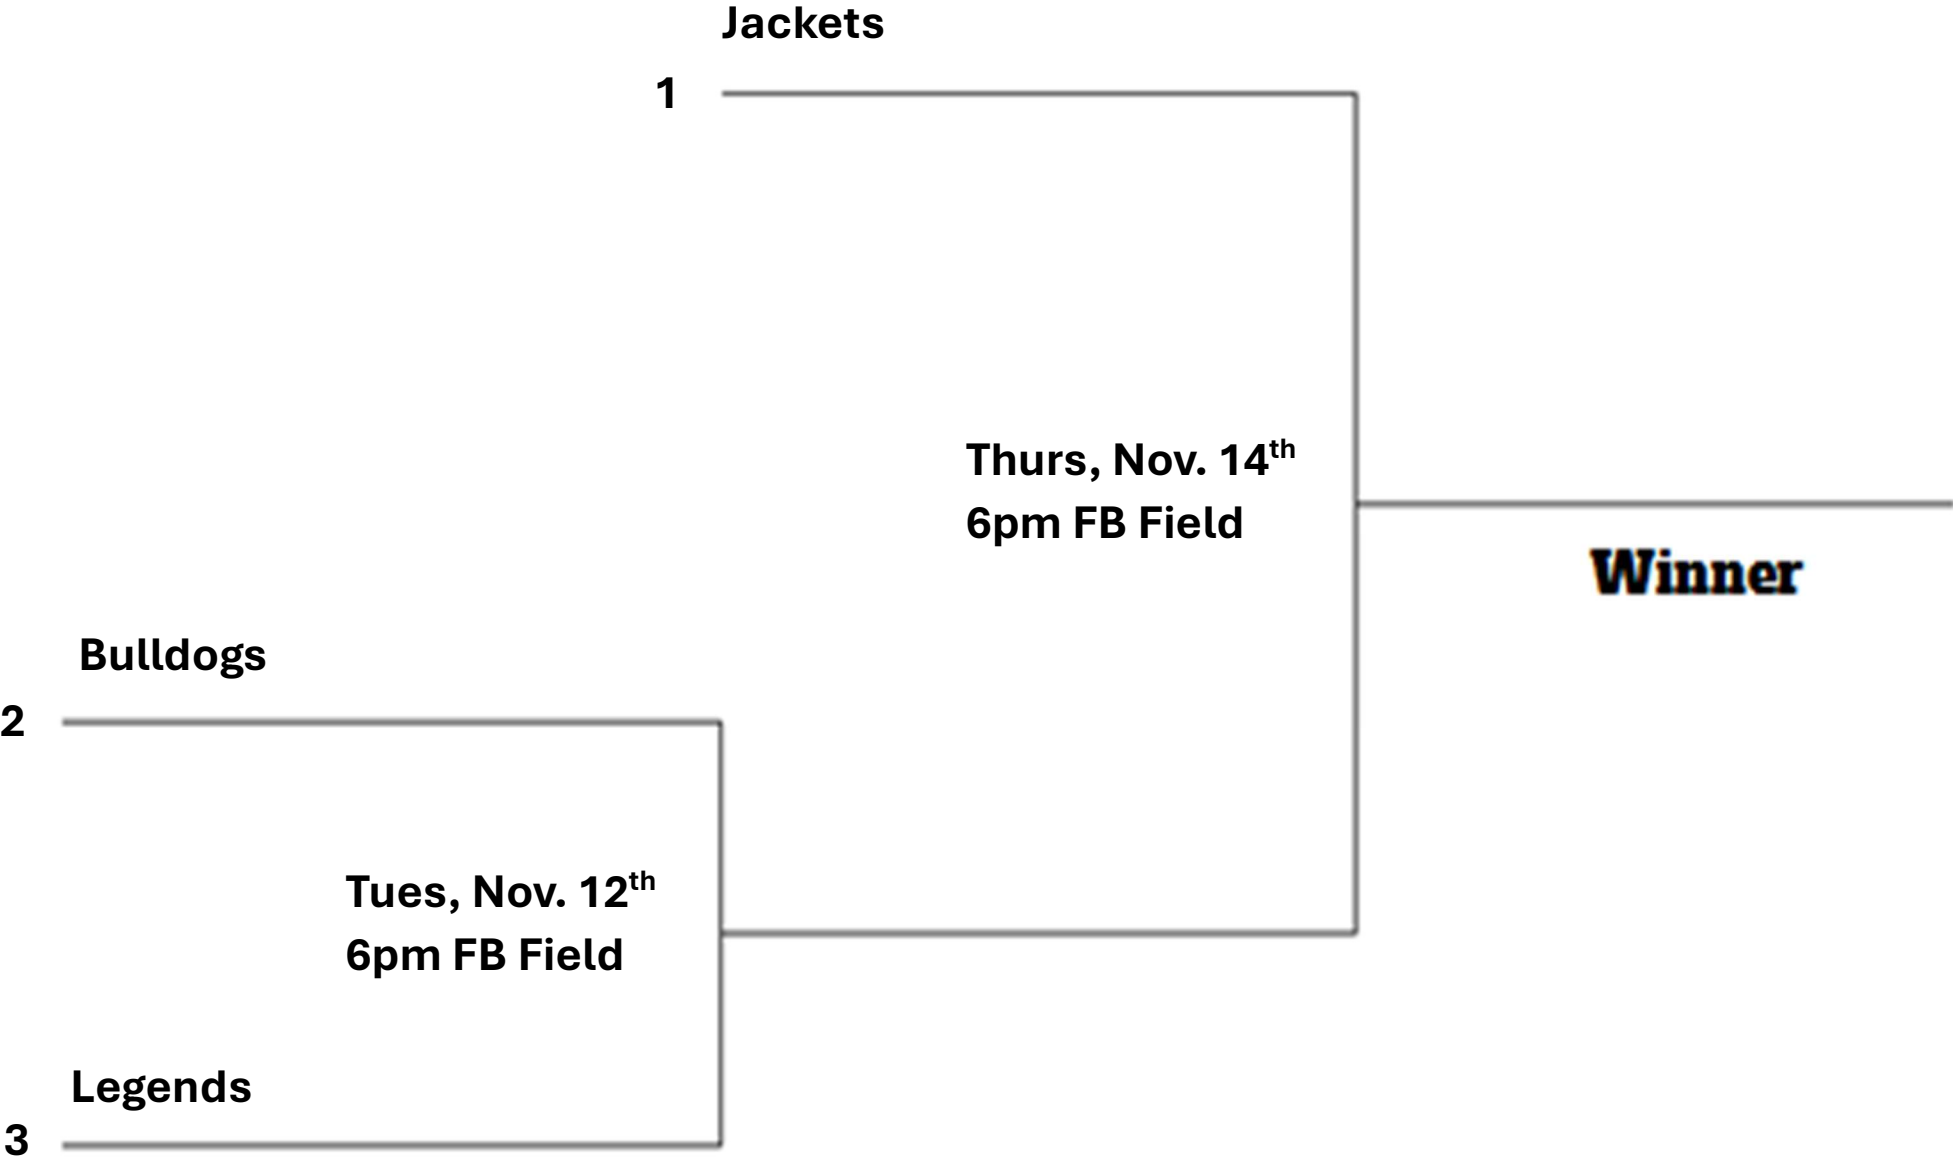 Jackets
1
Thurs, Nov. 14th
6pm FB Field
Winner
Bulldogs
2
Tues, Nov. 12th
6pm FB Field
Legends
3